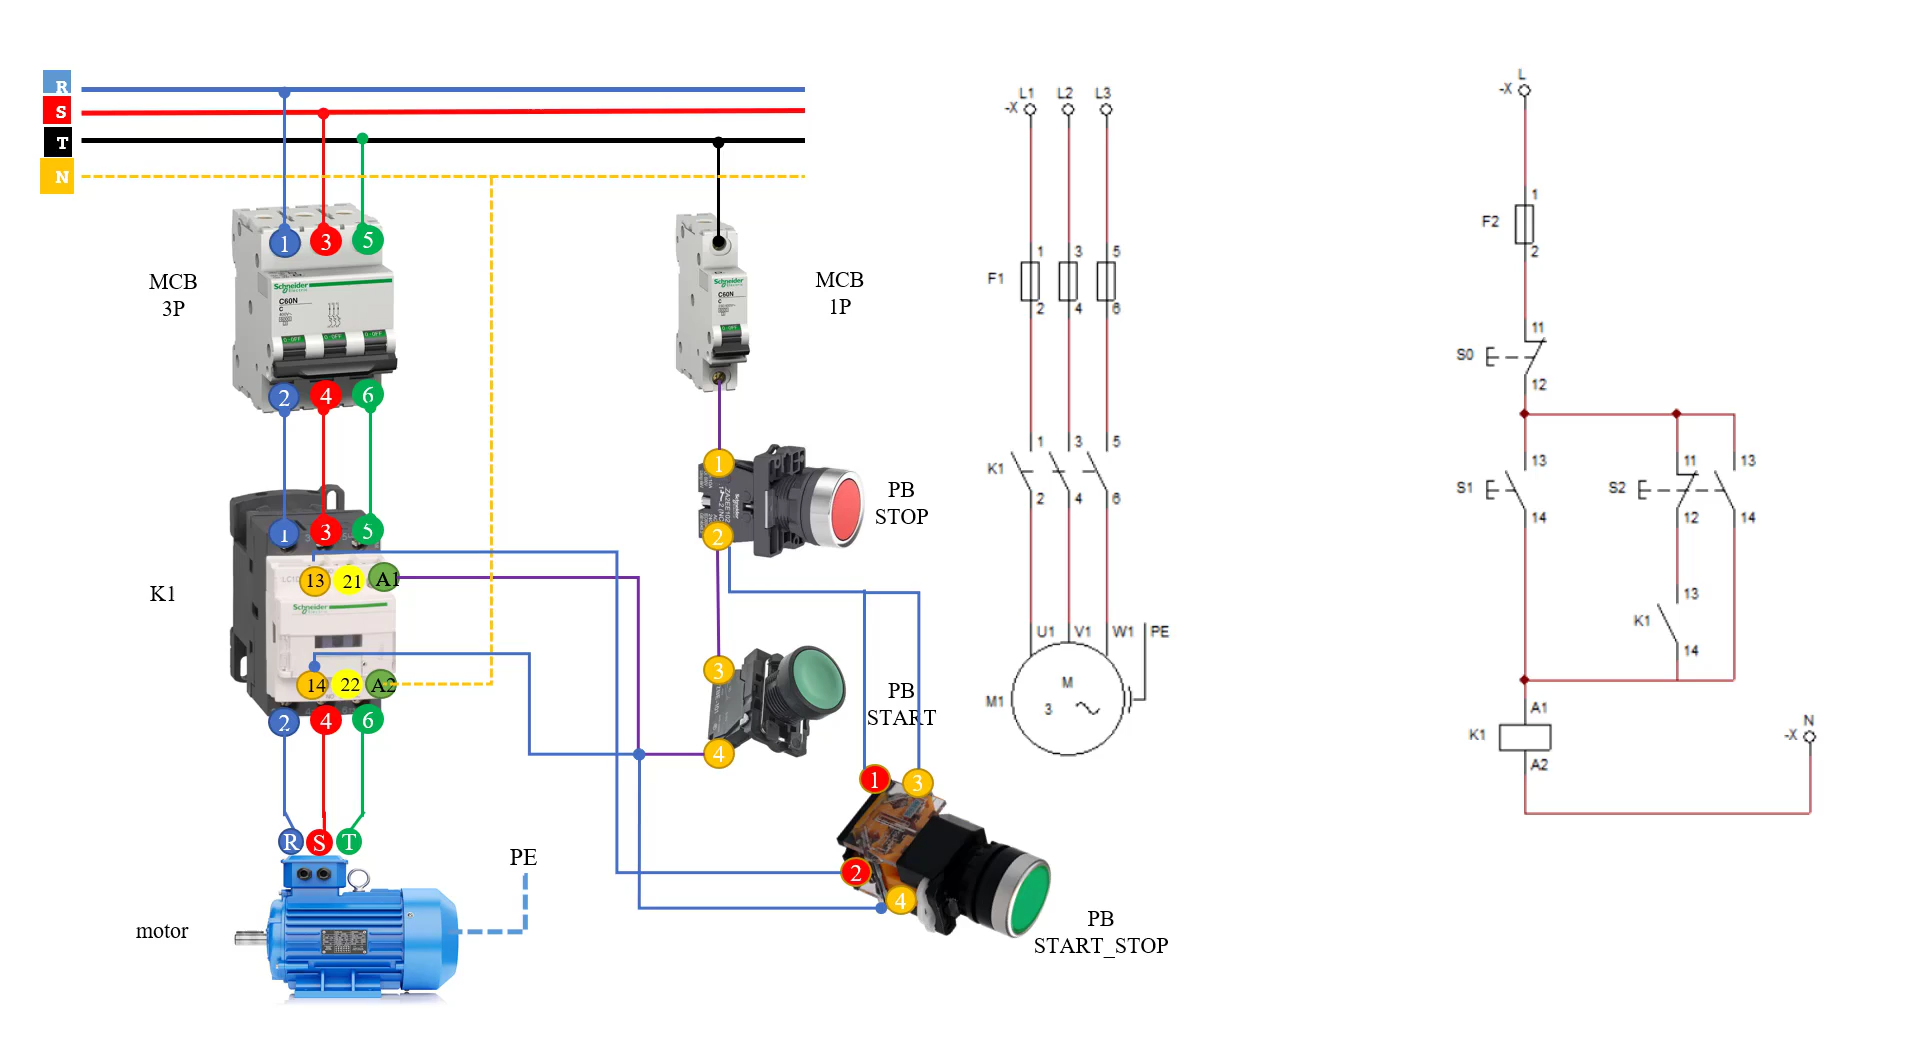 R
S
T
N
1
3
5
MCB
3P
Schneider
C60N
C
2
4
6
MCB
1P
Schneider
C60N
C
1
2
PB
STOP
1
3
5
K1
13
21
A1
Schneider
14
22
A2
2
4
6
3
4
PB
START
R
S
T
PE
motor
1
3
2
4
PB
START_STOP
L1
L2
L3
-X
1
3
5
F1
2
4
6
1
3
5
K1
2
4
6
U1
V1
W1
PE
M1
M
3
L
-X
1
F2
2
11
S0
12
13
S1
14
11
13
S2
12
14
13
K1
14
A1
K1
A2
N
-X